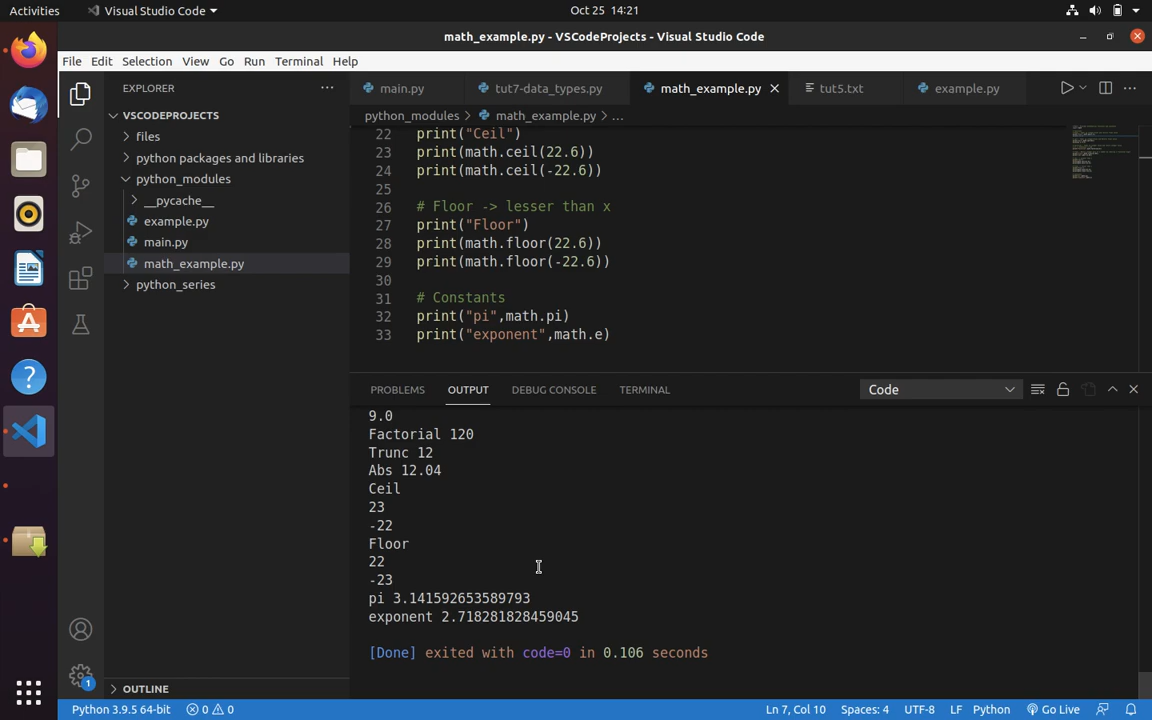 Activities
Visual Studio Code
Oct 25 14:21
math_example.py - VSCodeProjects - Visual Studio Code
File Edit Selection View Go Run Terminal Help
EXPLORER
VSCODEPROJECTS
files
python packages and libraries
python_modules
__pycache__
example.py
main.py
math_example.py
python_series
OUTLINE
main.py
tut7-data_types.py
math_example.py
tut5.txt
example.py
python_modules > math_example.py > ...
22 print("Ceil")
23 print(math.ceil(22.6))
24 print(math.ceil(-22.6))
25
26 # Floor -> lesser than x
27 print("Floor")
28 print(math.floor(22.6))
29 print(math.floor(-22.6))
30
31 # Constants
32 print("pi",math.pi)
33 print("exponent",math.e)
PROBLEMS OUTPUT DEBUG CONSOLE TERMINAL
Code
9.0
Factorial 120
Trunc 12
Abs 12.04
Ceil
23
-22
Floor
22
-23
pi 3.141592653589793
exponent 2.718281828459045
[Done] exited with code=0 in 0.106 seconds
1
Python 3.9.5 64-bit
0 0
Ln 7, Col 10
Spaces: 4
UTF-8
LF
Python
Go Live